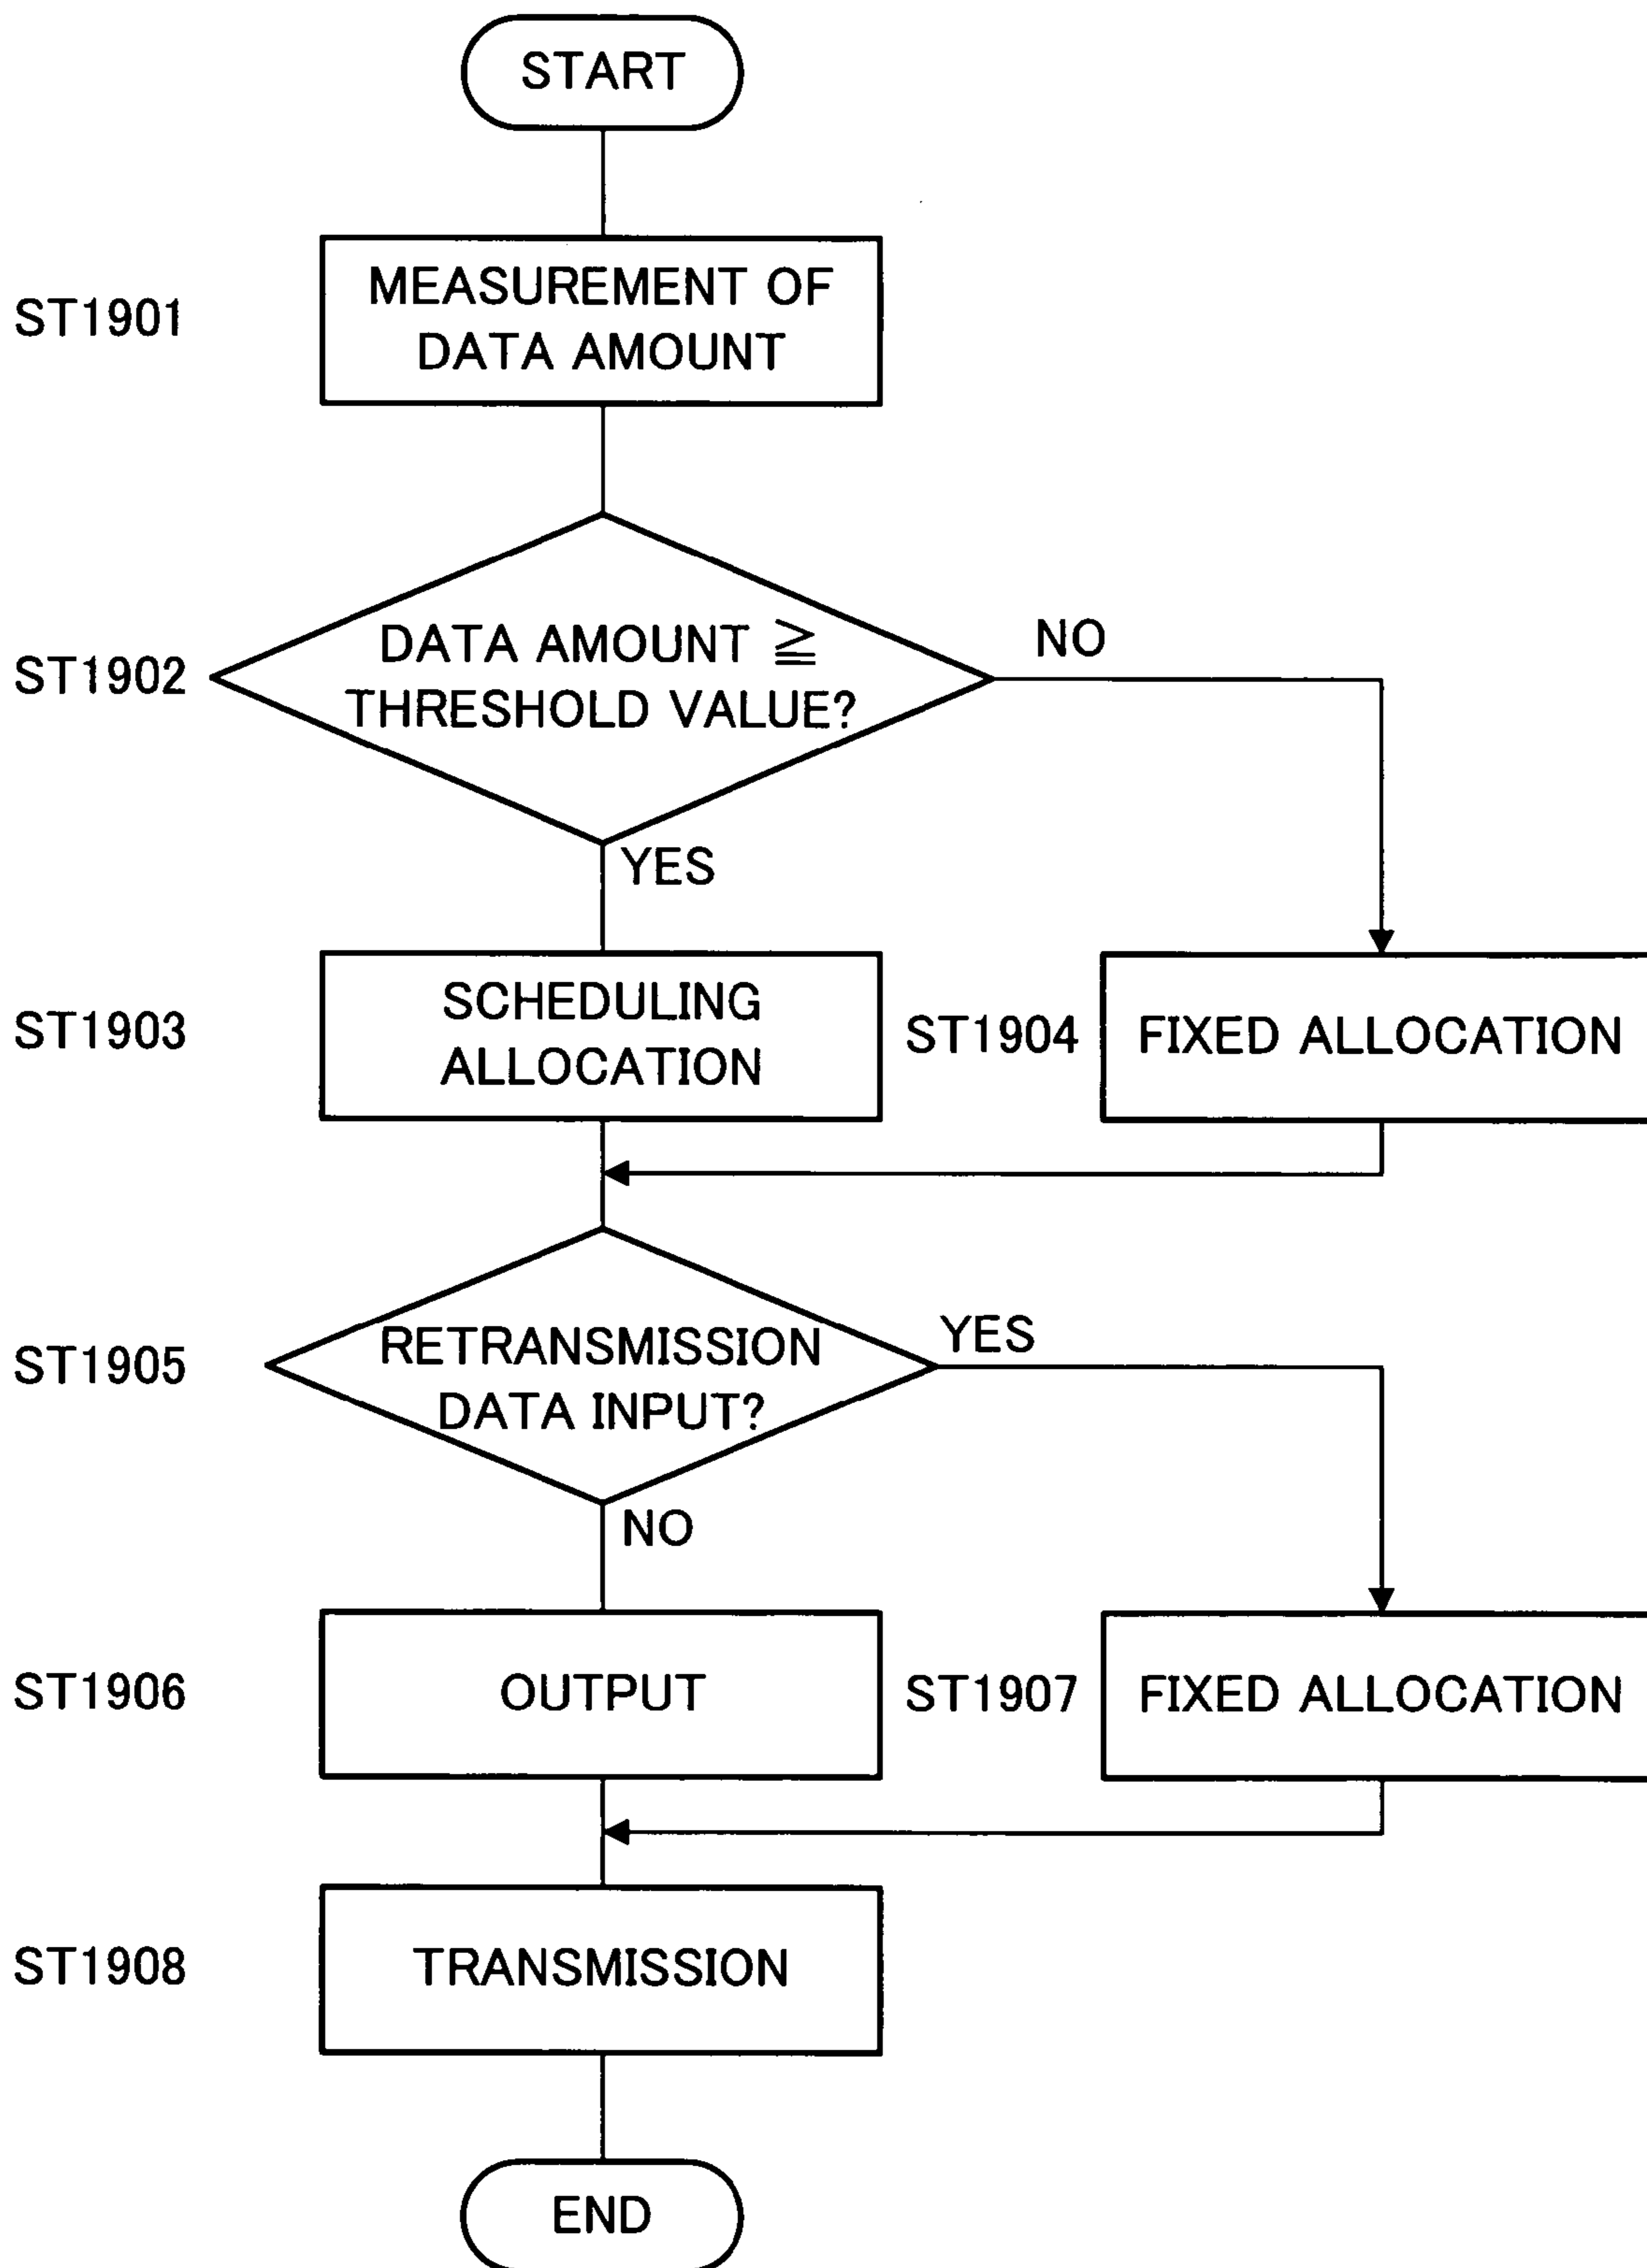 START
ST1901
MEASUREMENT OF
DATA AMOUNT
ST1902
DATA AMOUNT ≧
THRESHOLD VALUE?
NO
YES
ST1903
SCHEDULING
ALLOCATION
ST1904
FIXED ALLOCATION
ST1905
RETRANSMISSION
DATA INPUT?
YES
NO
ST1906
OUTPUT
ST1907
FIXED ALLOCATION
ST1908
TRANSMISSION
END